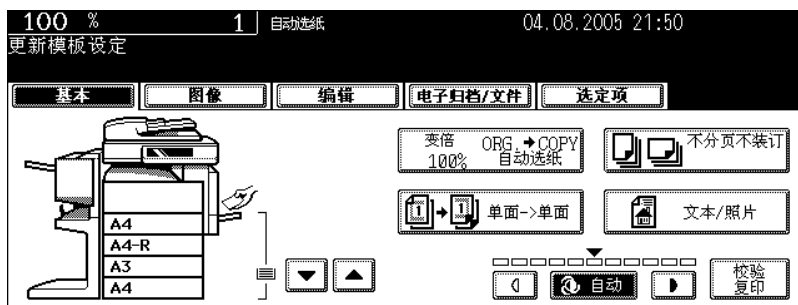 100 % 1 自动选纸 04.08.2005 21:50
更新模板设定
基本 图像 编辑 电子归档/文件 选定项
变倍 ORG.→COPY
100% 自动选纸
不分页不装订
1→1 单面->单面
文本/照片
A4
A4-R
A3
A4
自动
校验
复印